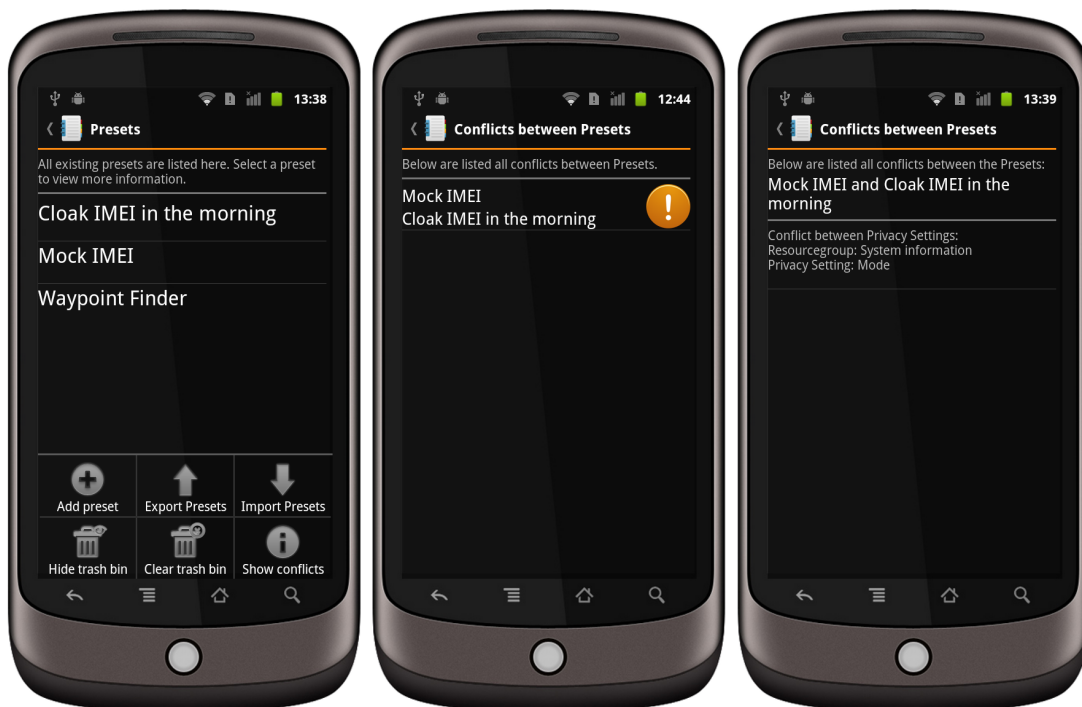 13:38
Presets
All existing presets are listed here. Select a preset
to view more information.
Cloak IMEI in the morning
Mock IMEI
Waypoint Finder
Add preset
Export Presets
Import Presets
Hide trash bin
Clear trash bin
Show conflicts
12:44
Conflicts between Presets
Below are listed all conflicts between Presets.
Mock IMEI
Cloak IMEI in the morning
13:39
Conflicts between Presets
Below are listed all conflicts between the Presets:
Mock IMEI and Cloak IMEI in the
morning
Conflict between Privacy Settings:
Resourcegroup: System information
Privacy Setting: Mode